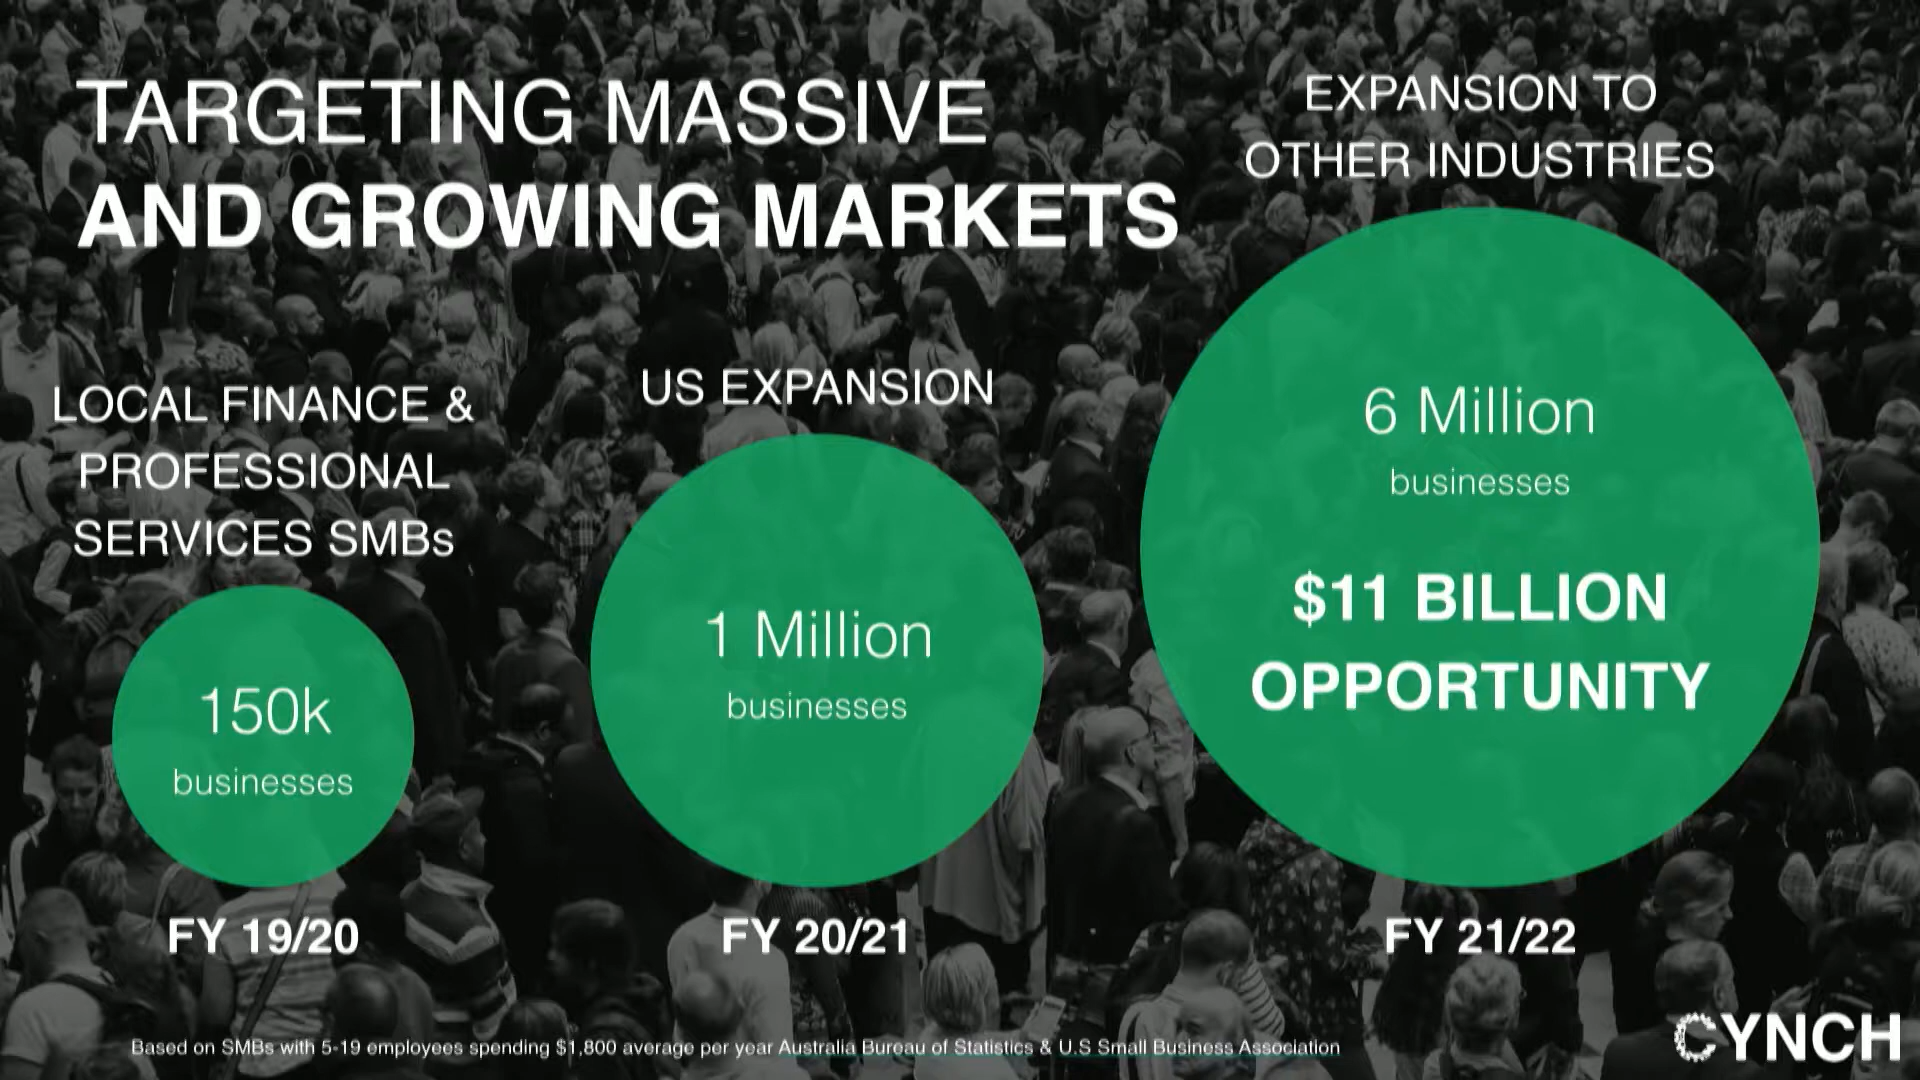 TARGETING MASSIVE
AND GROWING MARKETS
LOCAL FINANCE &
PROFESSIONAL
SERVICES SMBs
150k
businesses
FY 19/20
US EXPANSION
1 Million
businesses
FY 20/21
EXPANSION TO
OTHER INDUSTRIES
6 Million
businesses
$11 BILLION
OPPORTUNITY
FY 21/22
Based on SMBs with 5-19 employees spending $1,800 average per year Australia Bureau of Statistics & U.S Small Business Association
CYNCH